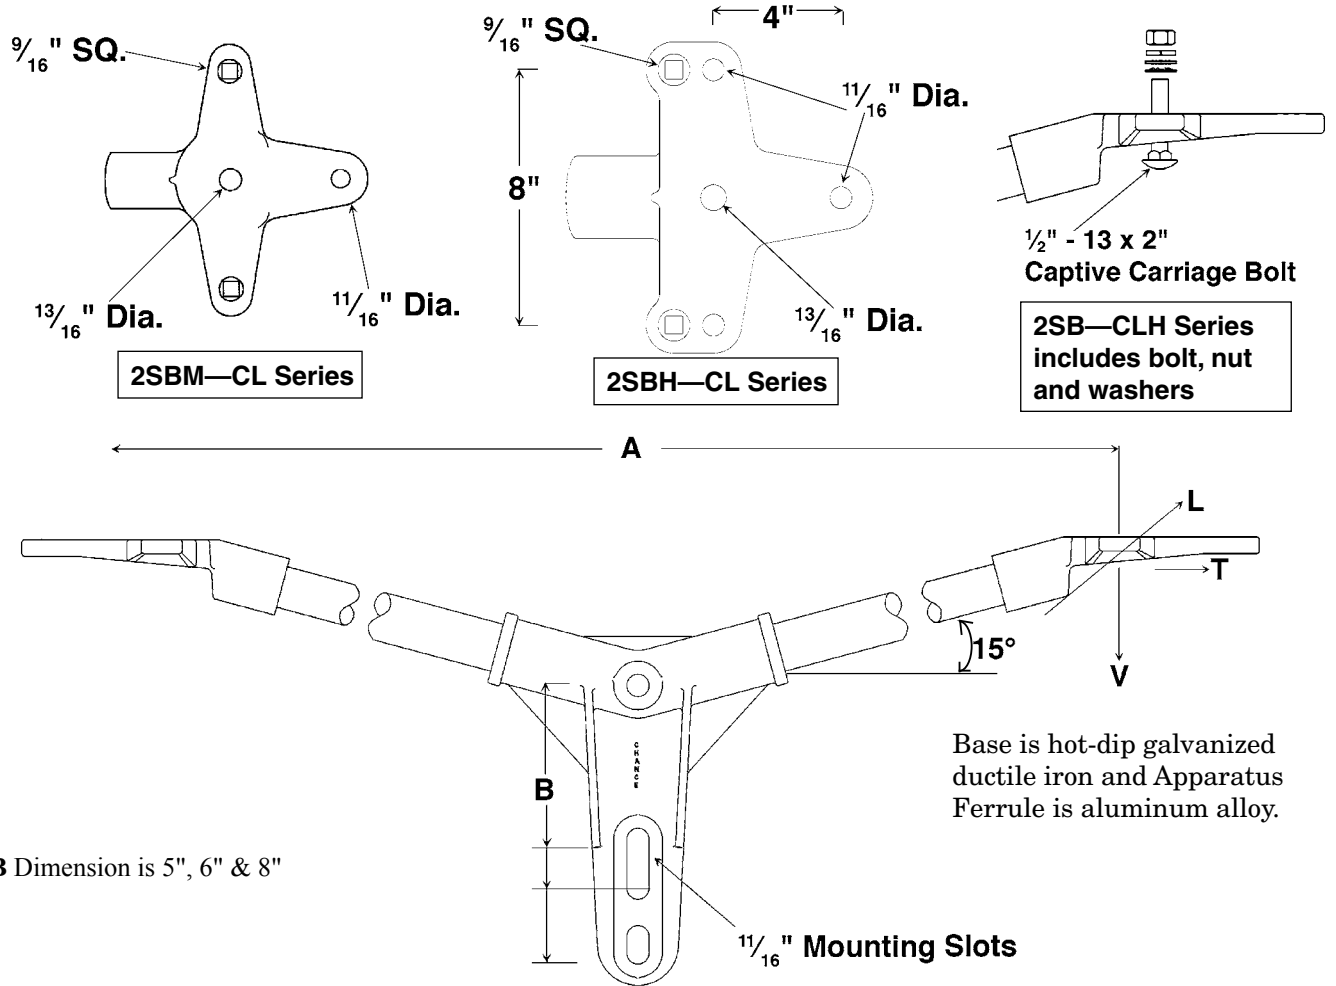 9/16" SQ.
9/16" SQ.
4"
11/16" Dia.
8"
1/2" - 13 x 2"
Captive Carriage Bolt
13/16" Dia.
11/16" Dia.
13/16" Dia.
2SBM—CL Series
2SBH—CL Series
2SB—CLH Series
includes bolt, nut
and washers
A
L
T
15°
V
CHANCE
B
Base is hot-dip galvanized
ductile iron and Apparatus
Ferrule is aluminum alloy.
B Dimension is 5", 6" & 8"
11/16" Mounting Slots